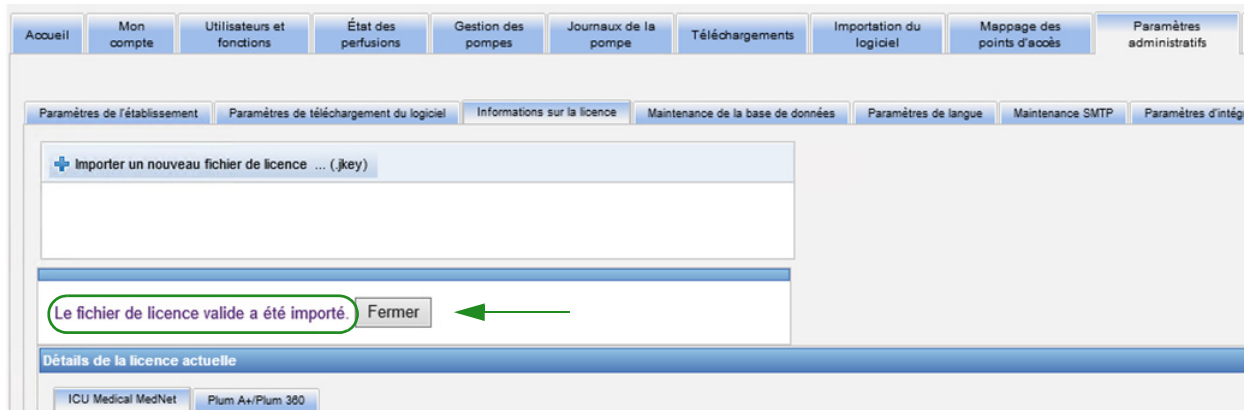 Accueil
Mon
compte
Utilisateurs et
fonctions
État des
perfusions
Gestion des
pompes
Journaux de la
pompe
Téléchargements
Importation du
logiciel
Mappage des
points d'accès
Paramètres
administratifs
Paramètres de l'établissement
Paramètres de téléchargement du logiciel
Informations sur la licence
Maintenance de la base de données
Paramètres de langue
Maintenance SMTP
Paramètres d'intégr
Importer un nouveau fichier de licence ... (.jkey)
Le fichier de licence valide a été importé. Fermer
Détails de la licence actuelle
ICU Medical MedNet
Plum A+/Plum 360